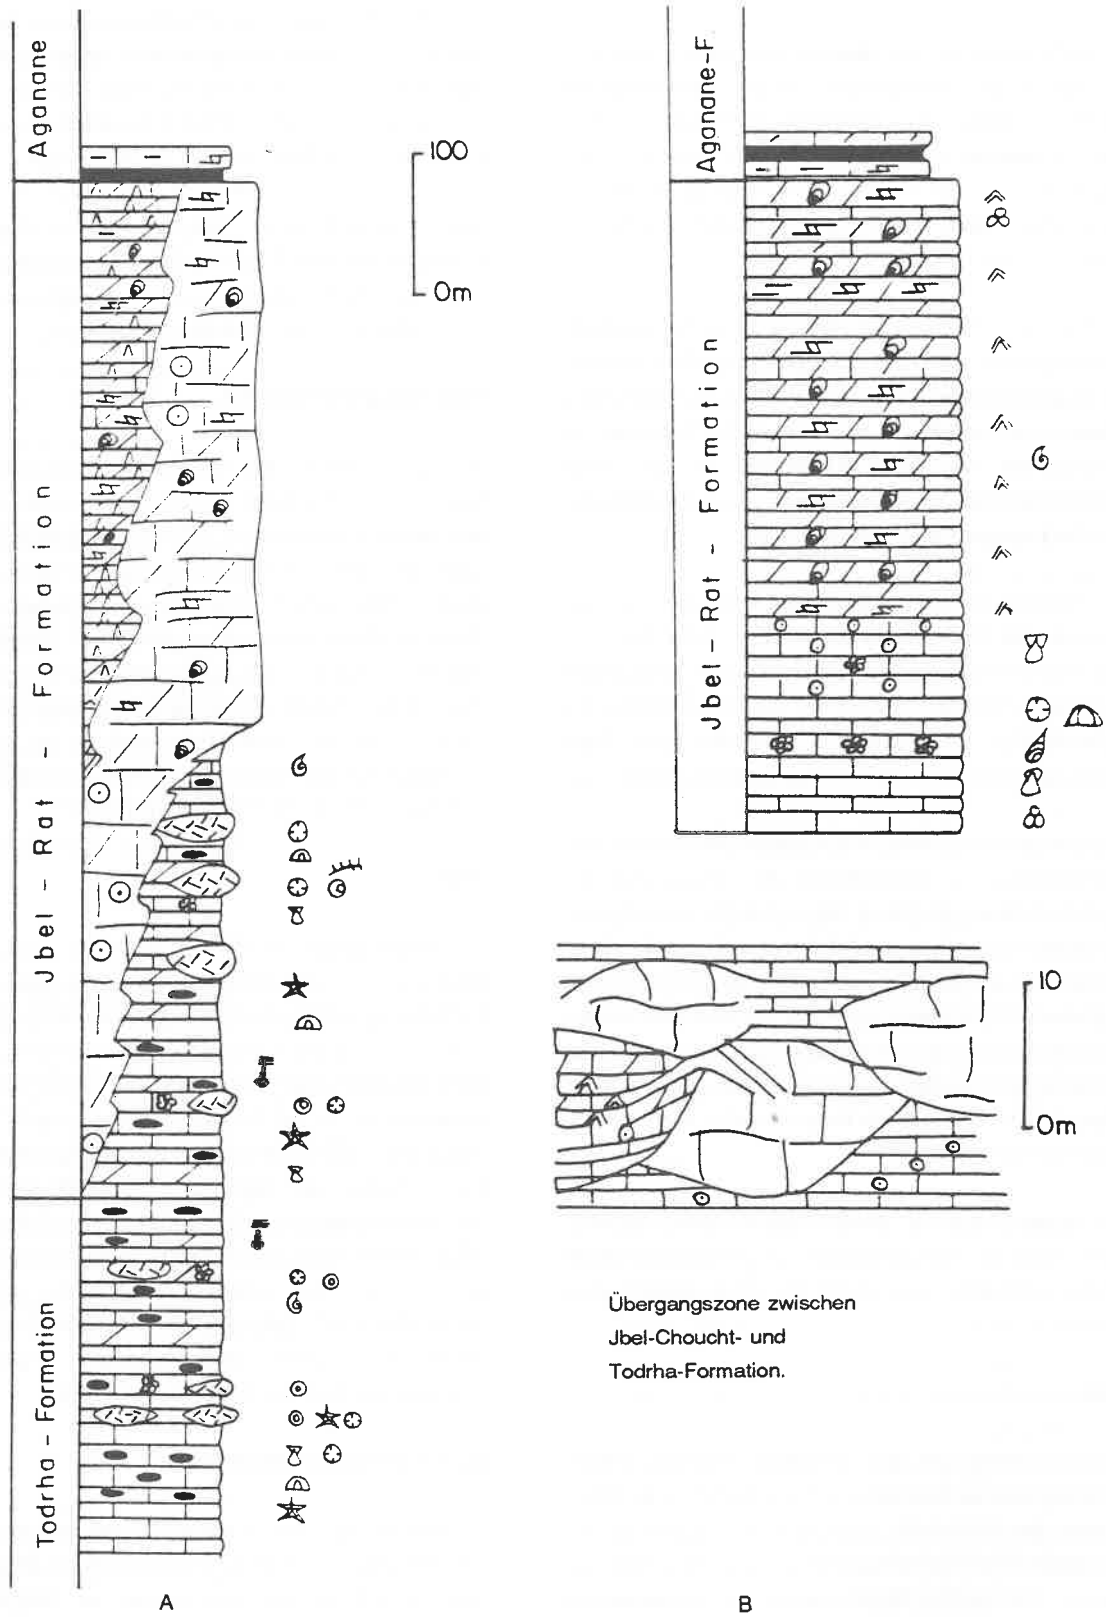 Aganane
Jbel - Rat - Formation
Todrha - Formation
100
0m
A
Aganane-F.
Jbel - Rat - Formation
B
10
0m
Übergangszone zwischen
Jbel-Choucht- und
Todrha-Formation.